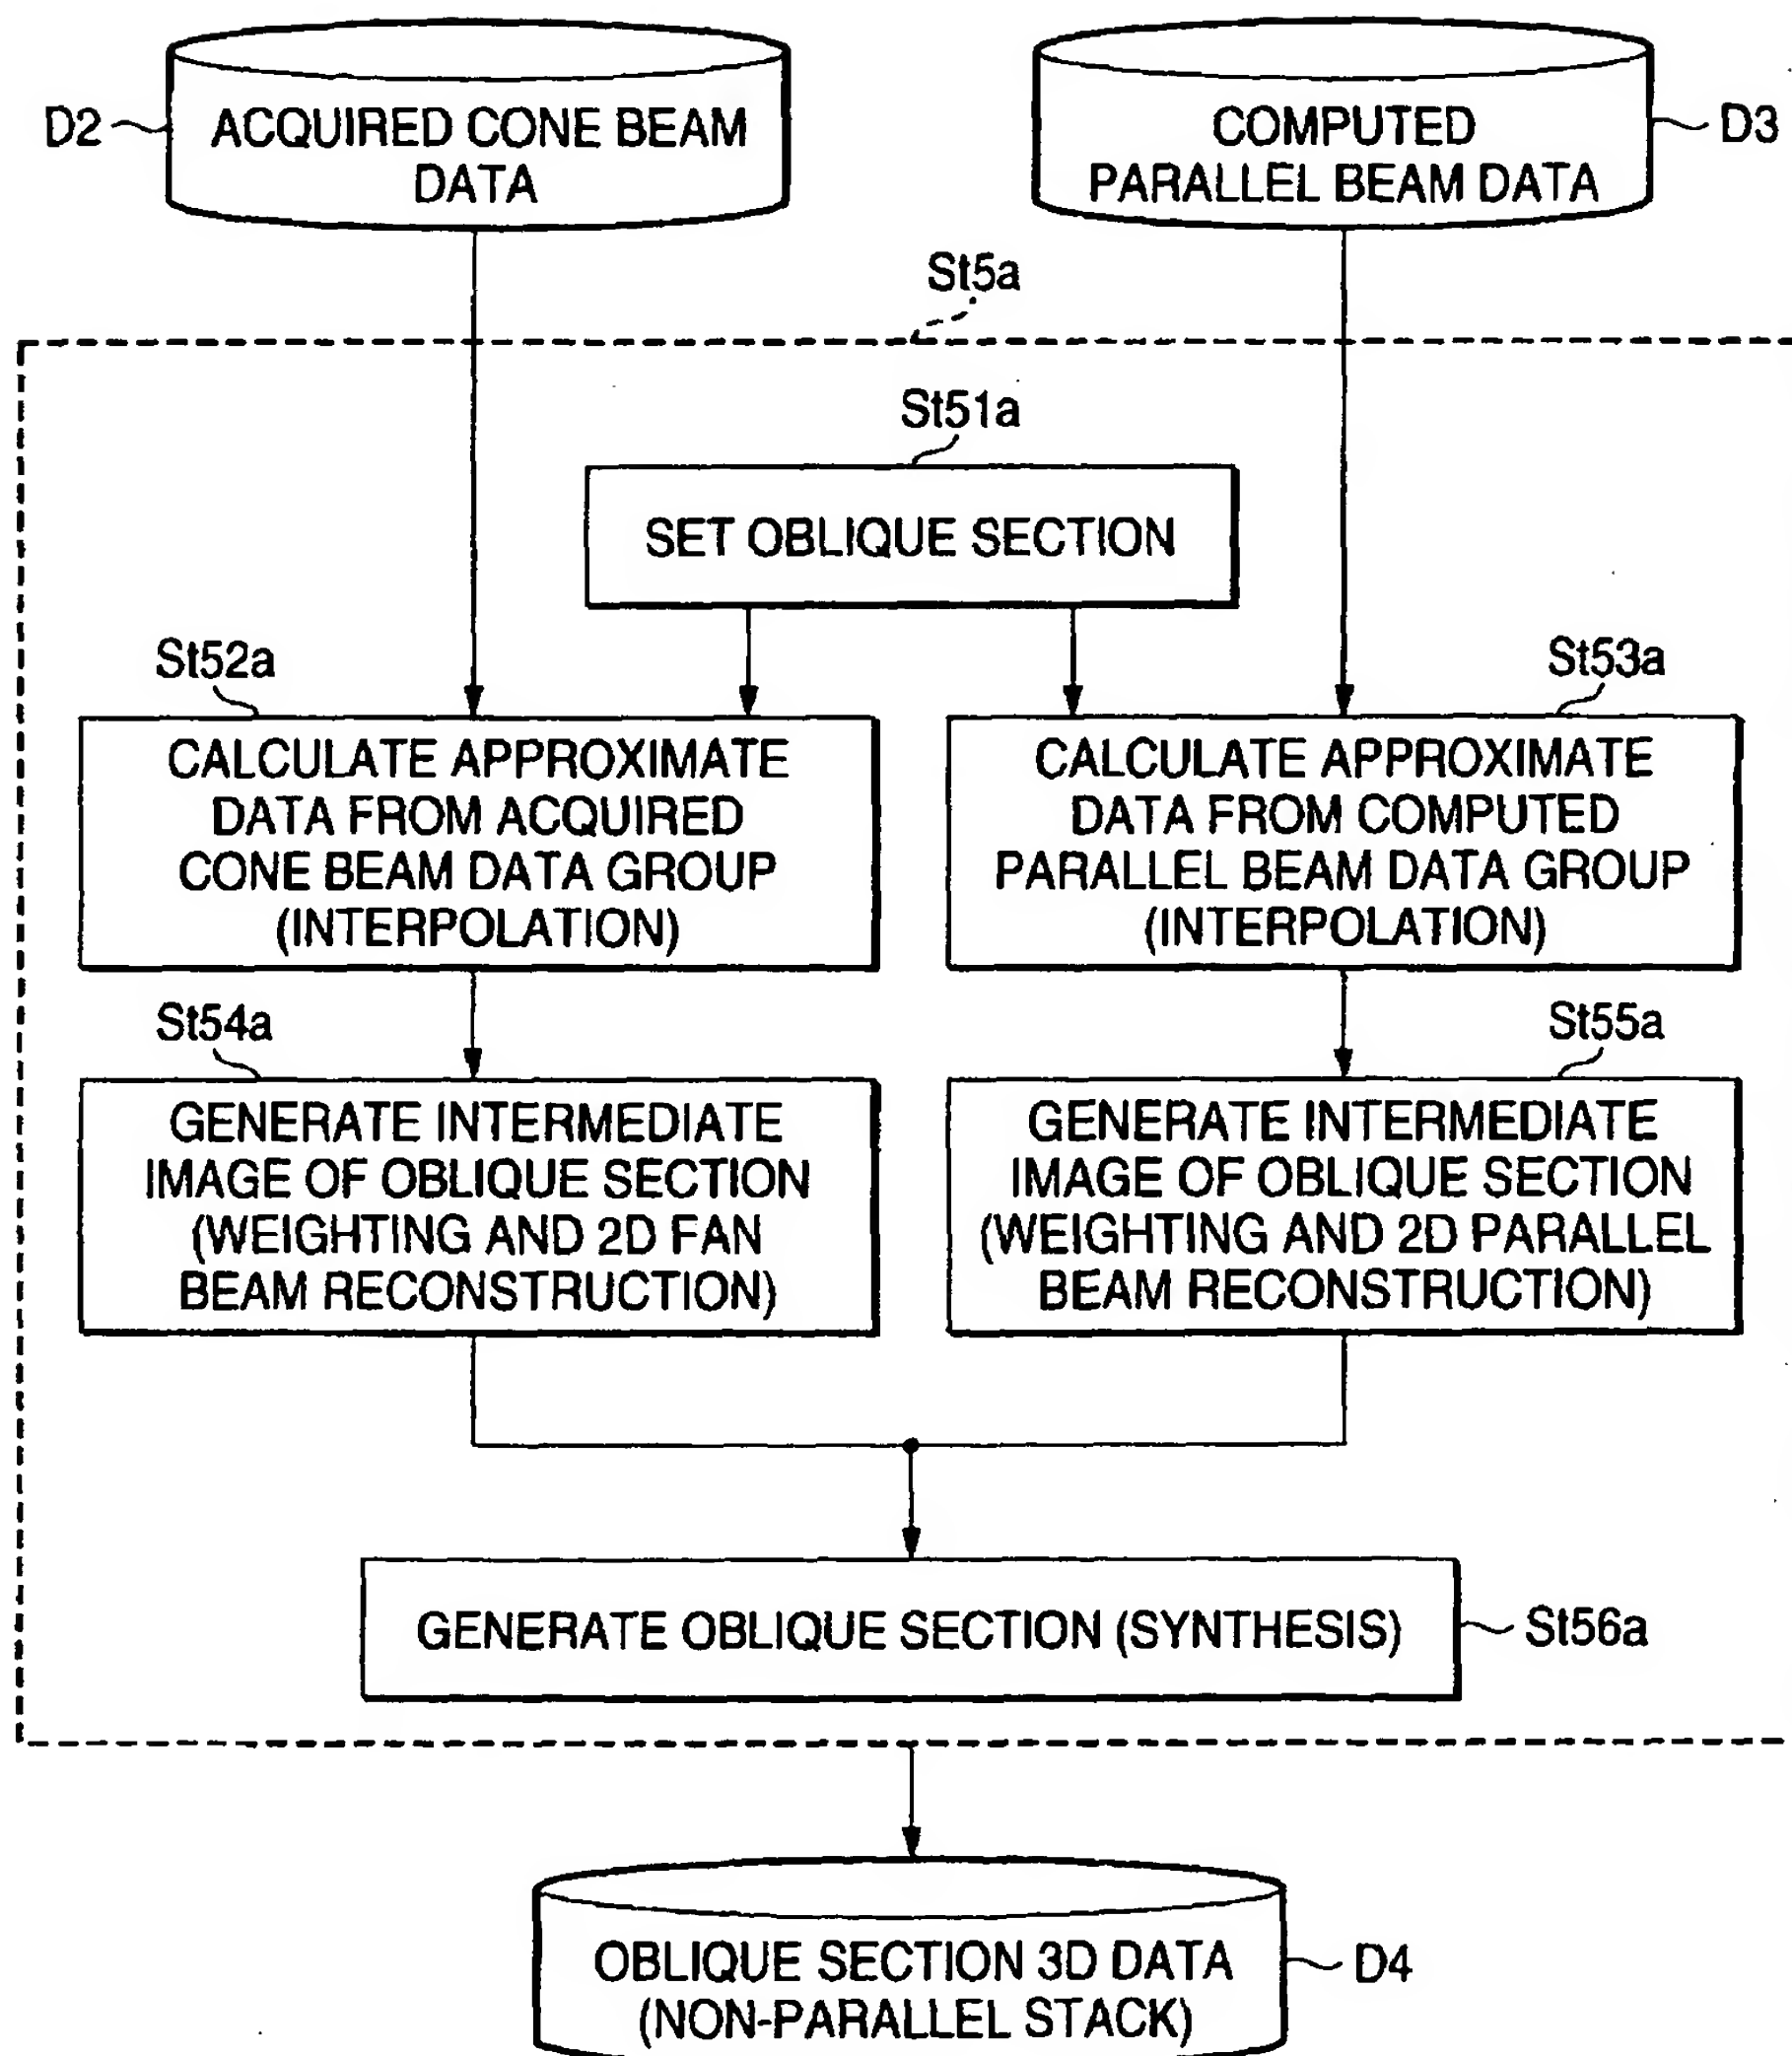 D2
ACQUIRED CONE BEAM
DATA
COMPUTED
PARALLEL BEAM DATA
D3
St5a
St51a
SET OBLIQUE SECTION
St52a
St53a
CALCULATE APPROXIMATE
DATA FROM ACQUIRED
CONE BEAM DATA GROUP
(INTERPOLATION)
CALCULATE APPROXIMATE
DATA FROM COMPUTED
PARALLEL BEAM DATA GROUP
(INTERPOLATION)
St54a
St55a
GENERATE INTERMEDIATE
IMAGE OF OBLIQUE SECTION
(WEIGHTING AND 2D FAN
BEAM RECONSTRUCTION)
GENERATE INTERMEDIATE
IMAGE OF OBLIQUE SECTION
(WEIGHTING AND 2D PARALLEL
BEAM RECONSTRUCTION)
GENERATE OBLIQUE SECTION (SYNTHESIS)
St56a
OBLIQUE SECTION 3D DATA
(NON-PARALLEL STACK)
D4